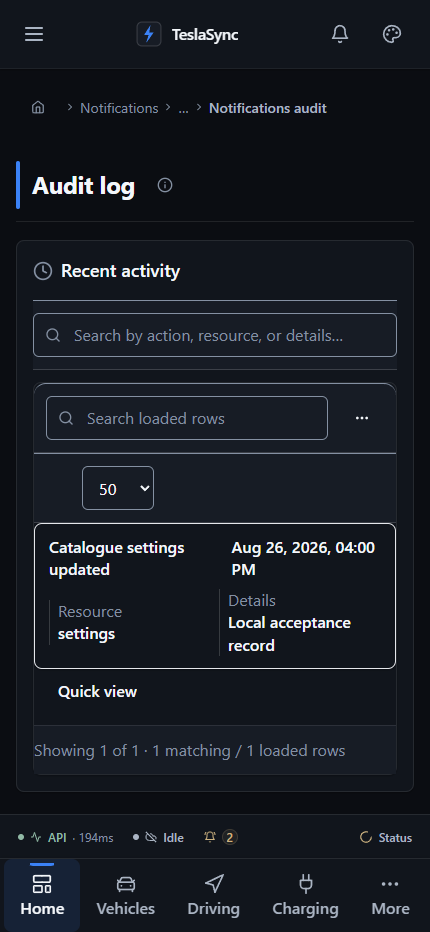 TeslaSync
Notifications
...
Notifications audit
Audit log
Recent activity
Search by action, resource, or details...
Search loaded rows
50
Catalogue settings
updated
Aug 26, 2026, 04:00
PM
Resource
settings
Details
Local acceptance
record
Quick view
Showing 1 of 1 · 1 matching / 1 loaded rows
API · 194ms
Idle
2
Status
Home
Vehicles
Driving
Charging
More